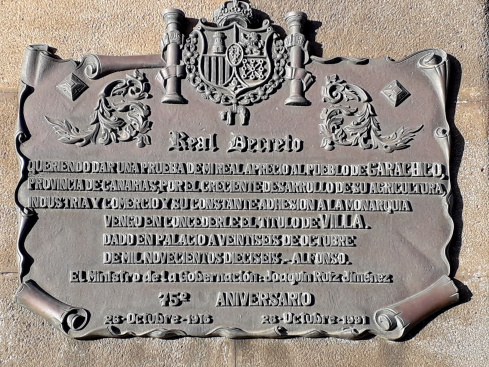 Real Decreto
QUERIENDO DAR UNA PRUEBA DE MI REAL APRECIO AL PUEBLO DE GARACHICO,
PROVINCIA DE CANARIAS, POR EL CRECIENTE DESARROLLO DE SU AGRICULTURA,
INDUSTRIA Y COMERCIO Y SU CONSTANTE ADHESION A LA MONARQUIA
VENGO EN CONCEDERLE EL TITULO DE VILLA.
DADO EN PALACIO A VENTISEIS DE OCTUBRE
DE MIL NOVECIENTOS DIECISEIS.-ALFONSO.
El Ministro de la Gobernación: Joaquin Ruiz Jiménez
75º ANIVERSARIO
26-Octubre-1916 26-Octubre-1991